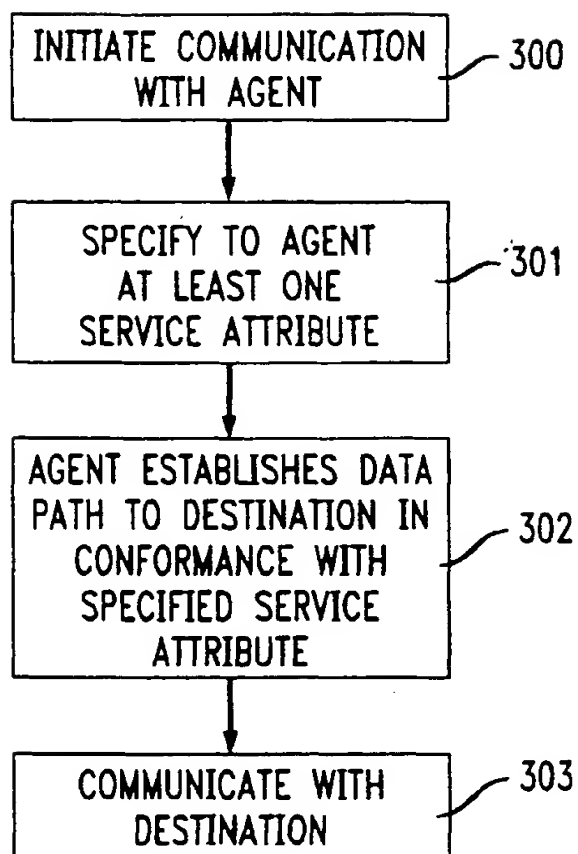 INITIATE COMMUNICATION
WITH AGENT
300
SPECIFY TO AGENT
AT LEAST ONE
SERVICE ATTRIBUTE
301
AGENT ESTABLISHES DATA
PATH TO DESTINATION IN
CONFORMANCE WITH
SPECIFIED SERVICE
ATTRIBUTE
302
COMMUNICATE WITH
DESTINATION
303